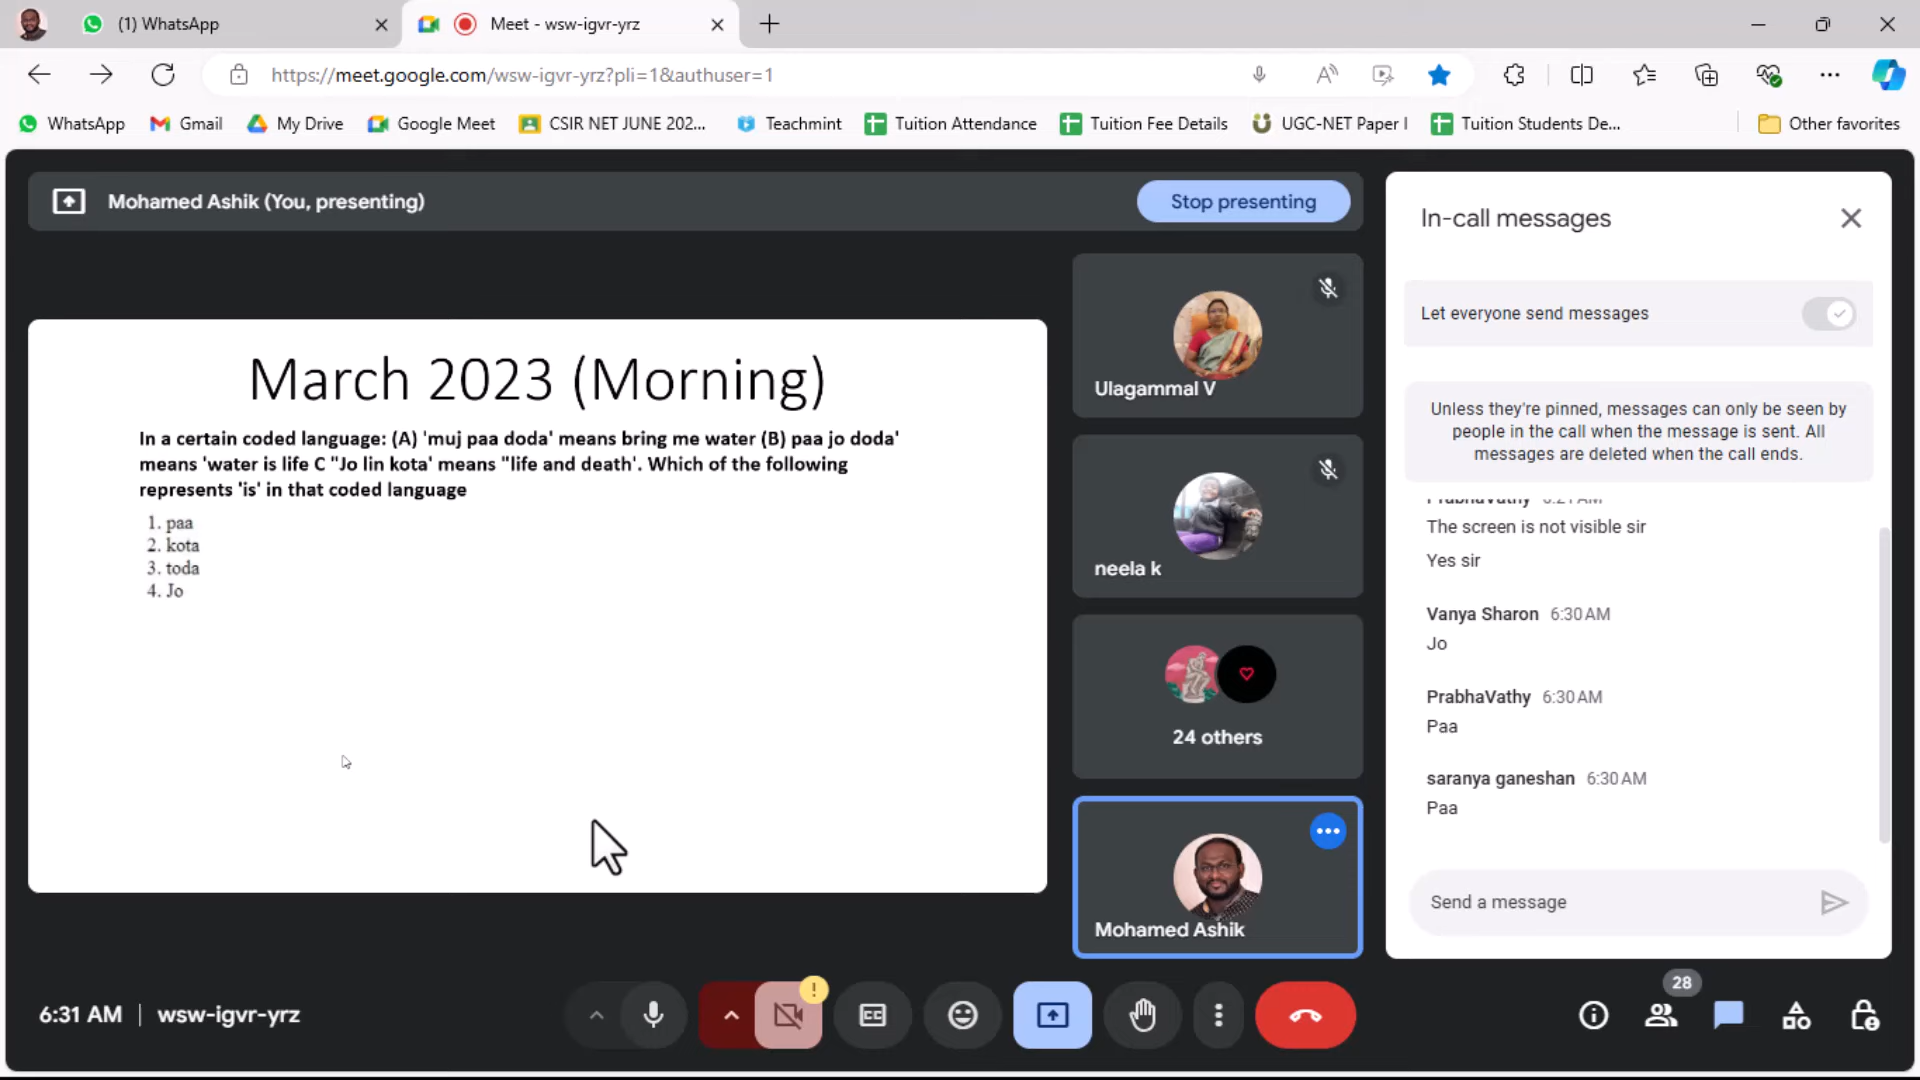 (1) WhatsApp
Meet - wsw-igvr-yrz
https://meet.google.com/wsw-igvr-yrz?pli=1&authuser=1
WhatsApp
Gmail
My Drive
Google Meet
CSIR NET JUNE 202...
Teachmint
Tuition Attendance
Tuition Fee Details
UGC-NET Paper I
Tuition Students De...
Other favorites
Mohamed Ashik (You, presenting)
Stop presenting
March 2023 (Morning)
In a certain coded language: (A) 'muj paa doda' means bring me water (B) paa jo doda'
means 'water is life C "Jo lin kota' means "life and death'. Which of the following
represents 'is' in that coded language
1. paa
2. kota
3. toda
4. Jo
Ulagammal V
neela k
24 others
Mohamed Ashik
In-call messages
Let everyone send messages
Unless they're pinned, messages can only be seen by
people in the call when the message is sent. All
messages are deleted when the call ends.
PrabhaVathy 6:21 AM
The screen is not visible sir
Yes sir
Vanya Sharon 6:30 AM
Jo
PrabhaVathy 6:30 AM
Paa
saranya ganeshan 6:30 AM
Paa
Send a message
6:31 AM | wsw-igvr-yrz
28